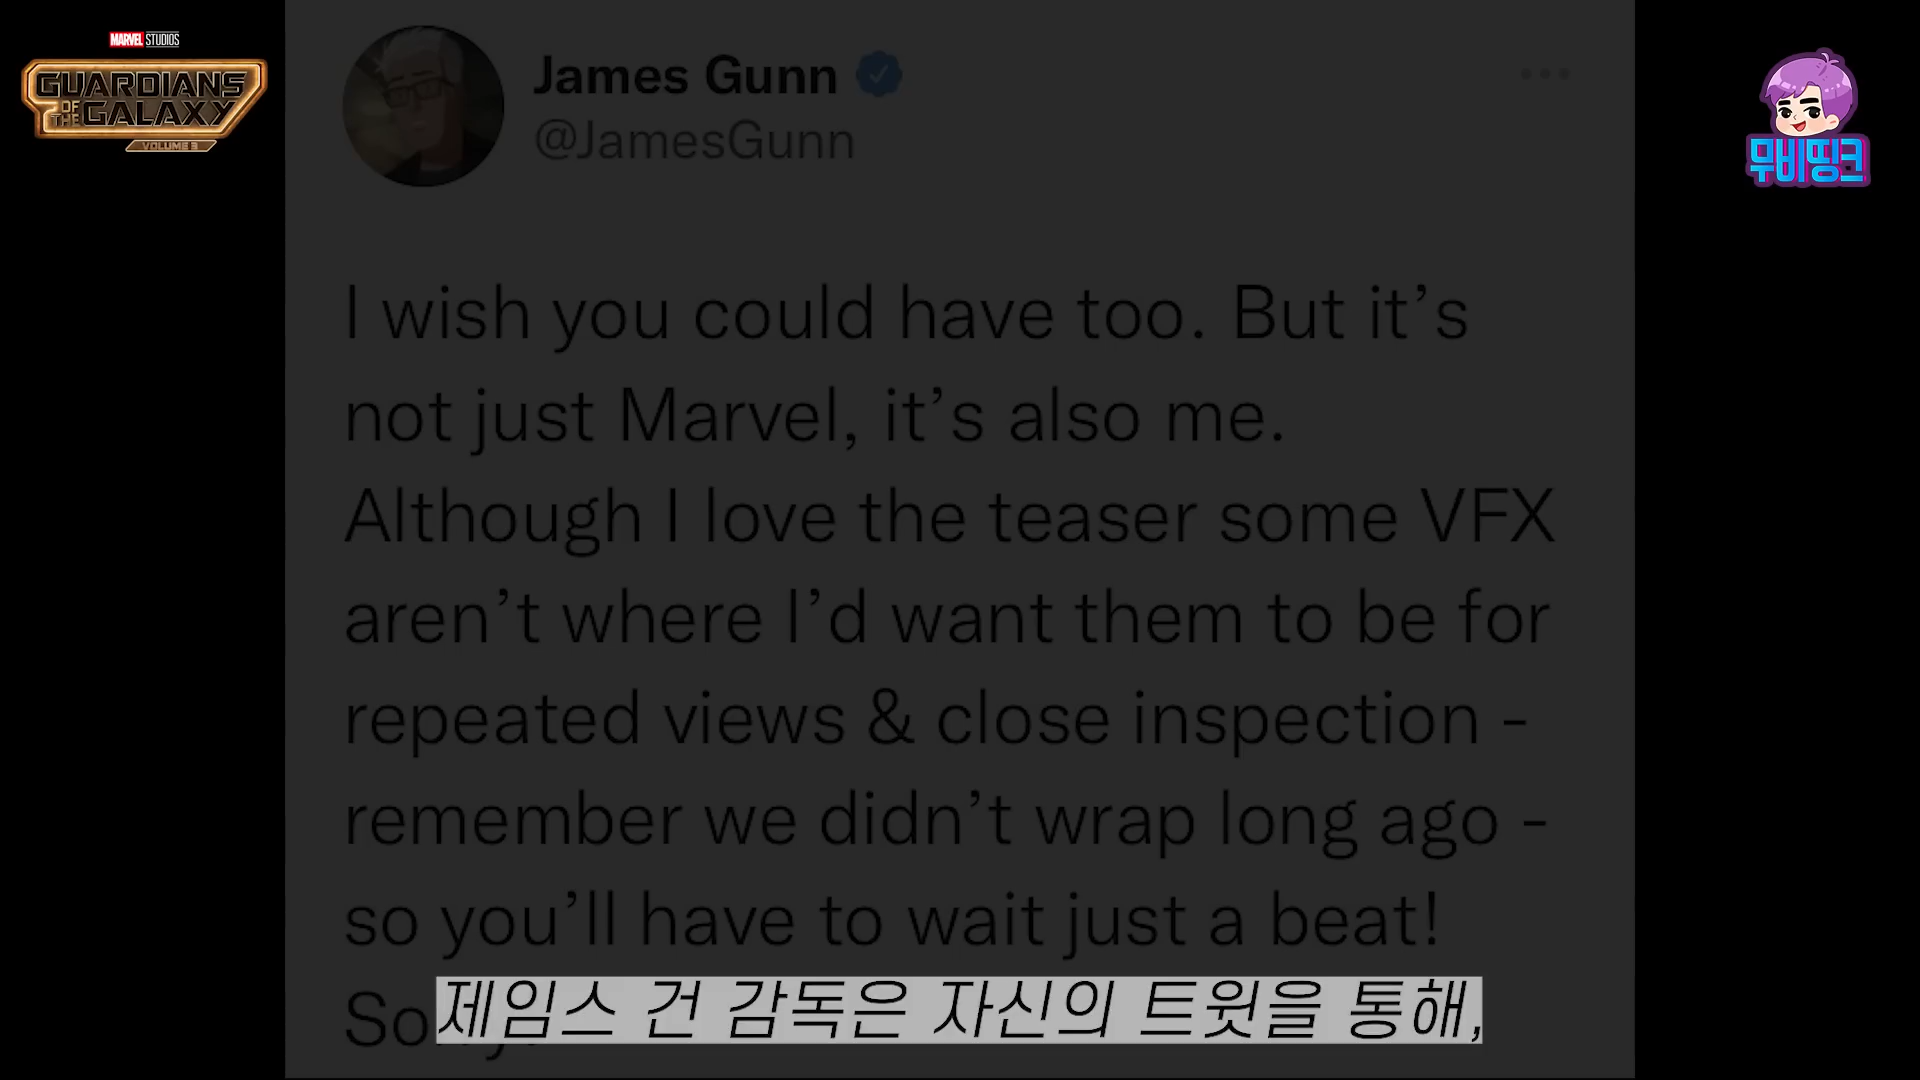 MARVEL STUDIOS
GUARDIANS
OF THE GALAXY
VOLUME 3
무비띵크
James Gunn
@JamesGunn
I wish you could have too. But it’s
not just Marvel, it’s also me.
Although I love the teaser some VFX
aren’t where I’d want them to be for
repeated views & close inspection -
remember we didn’t wrap long ago -
so you’ll have to wait just a beat!
제임스 건 감독은 자신의 트윗을 통해,